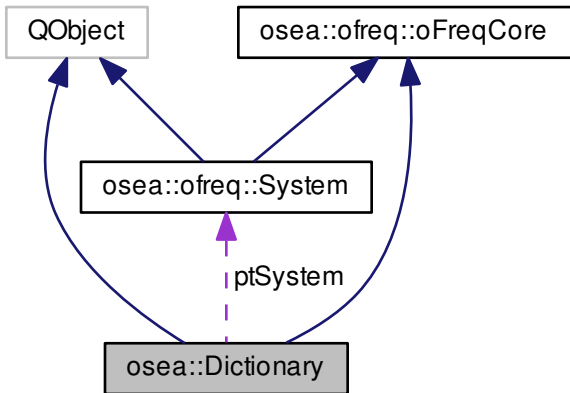 QObject
osea::ofreq::oFreqCore
osea::ofreq::System
ptSystem
osea::Dictionary